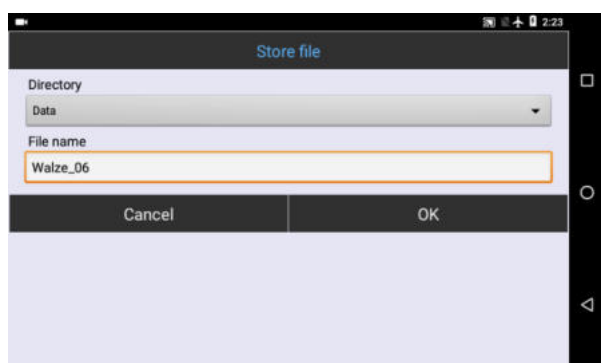 2:23
Store file
Directory
Data
File name
Walze_06
Cancel OK